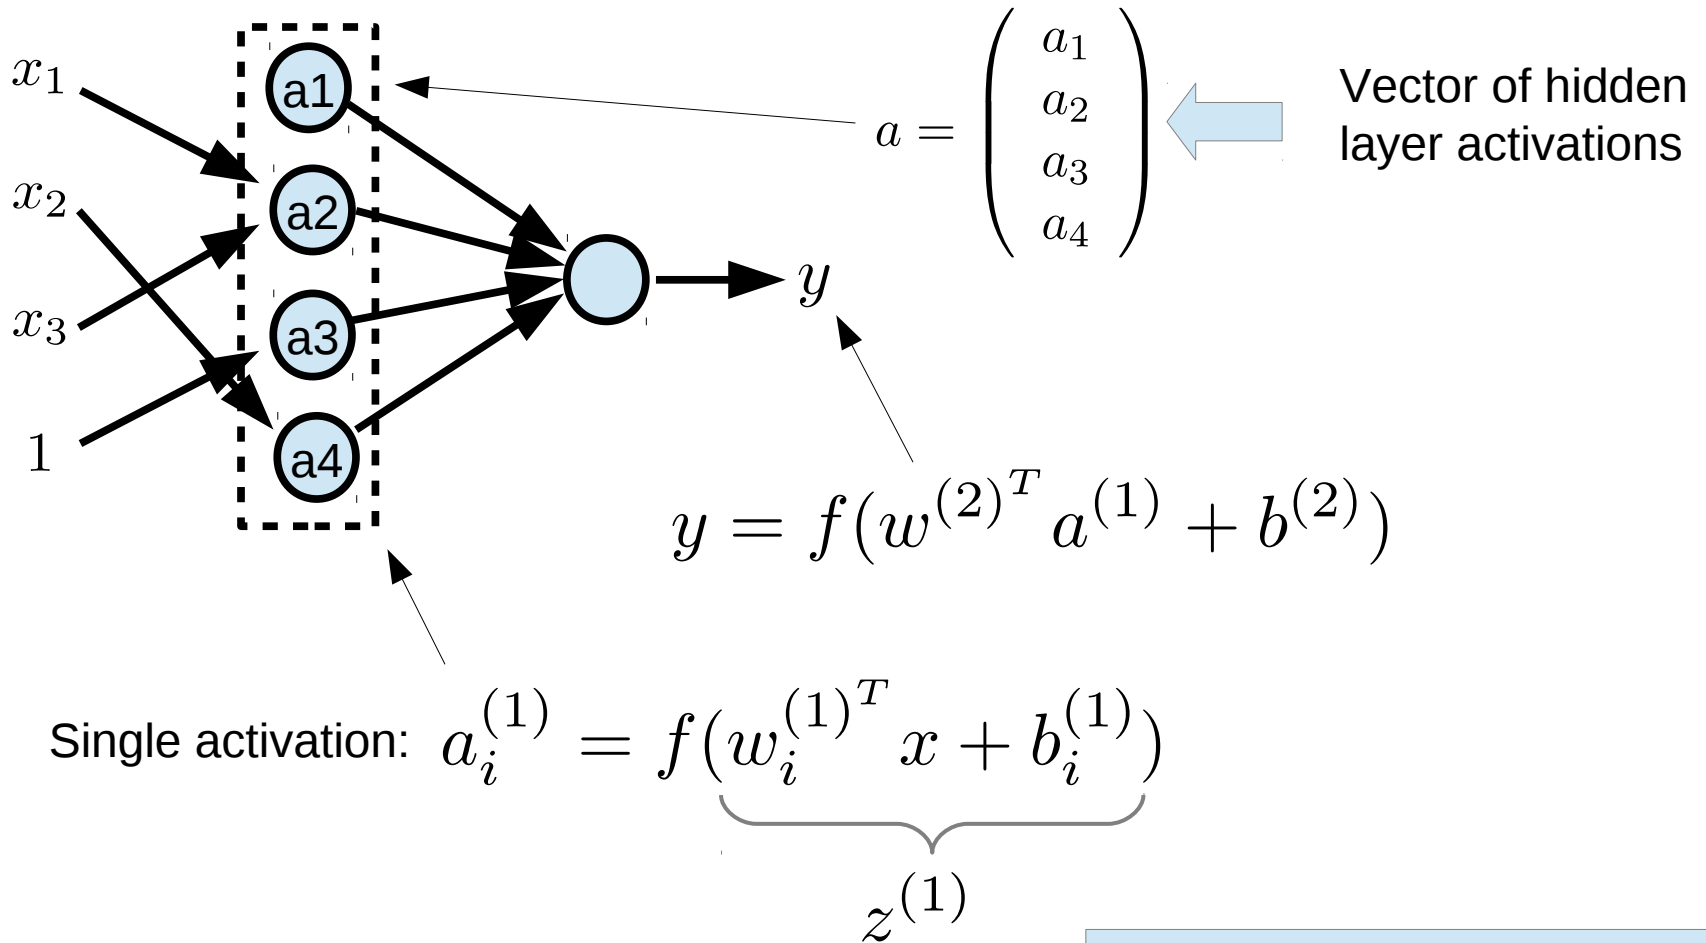 x₁
x₂
x₃
1
a1
a2
a3
a4
y
a = ( a₁ a₂ a₃ a₄ )
Vector of hidden
layer activations
y = f(w^{(2)^T} a^{(1)} + b^{(2)})
Single activation: a_i^{(1)} = f(w_i^{(1)^T} x + b_i^{(1)})
z^{(1)}